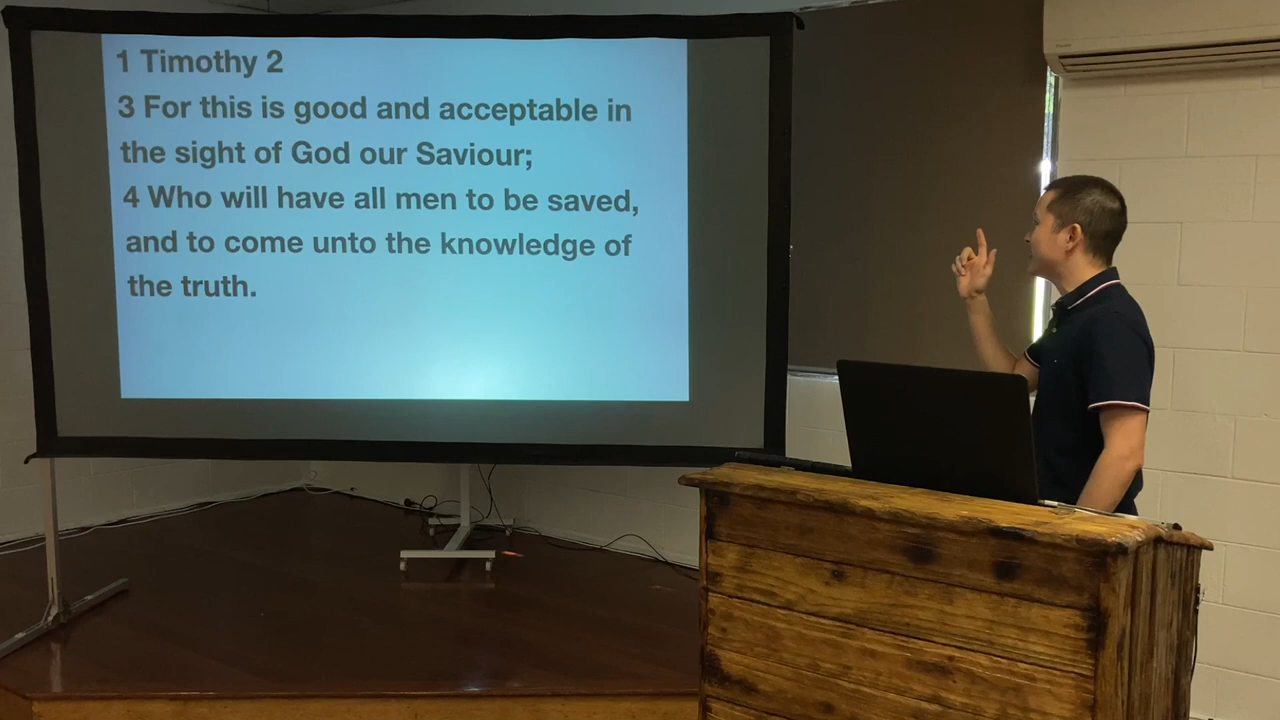 1 Timothy 2
3 For this is good and acceptable in
the sight of God our Saviour;
4 Who will have all men to be saved,
and to come unto the knowledge of
the truth.